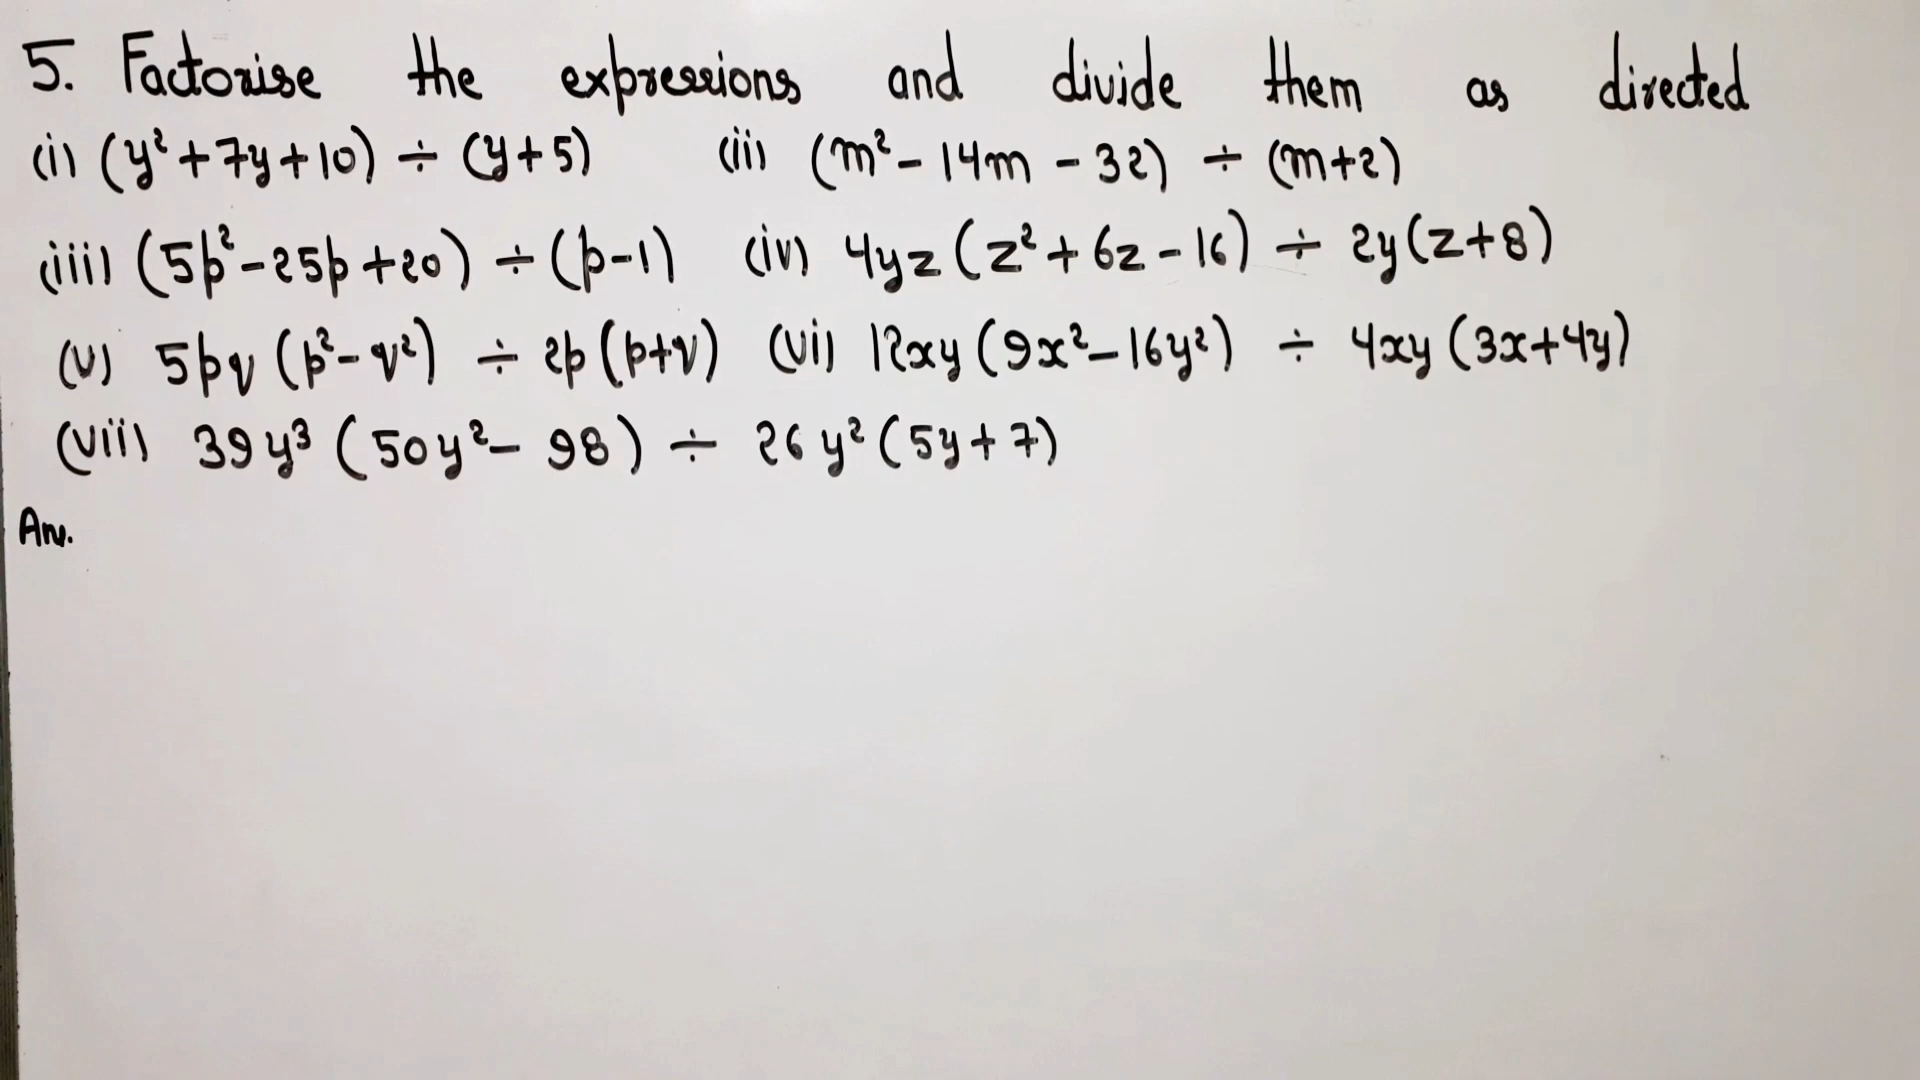 5. Factorise the expressions and divide them as directed
(i) (y²+7y+10) ÷ (y+5) (ii) (m²-14m-32) ÷ (m+2)
(iii) (5p²-25p+20) ÷ (p-1) (iv) 4yz(z²+6z-16) ÷ 2y(z+8)
(v) 5pq(p²-q²) ÷ 2p(p+q) (vi) 12xy(9x²-16y²) ÷ 4xy(3x+4y)
(vii) 39y³(50y²-98) ÷ 26y²(5y+7)
Ans.